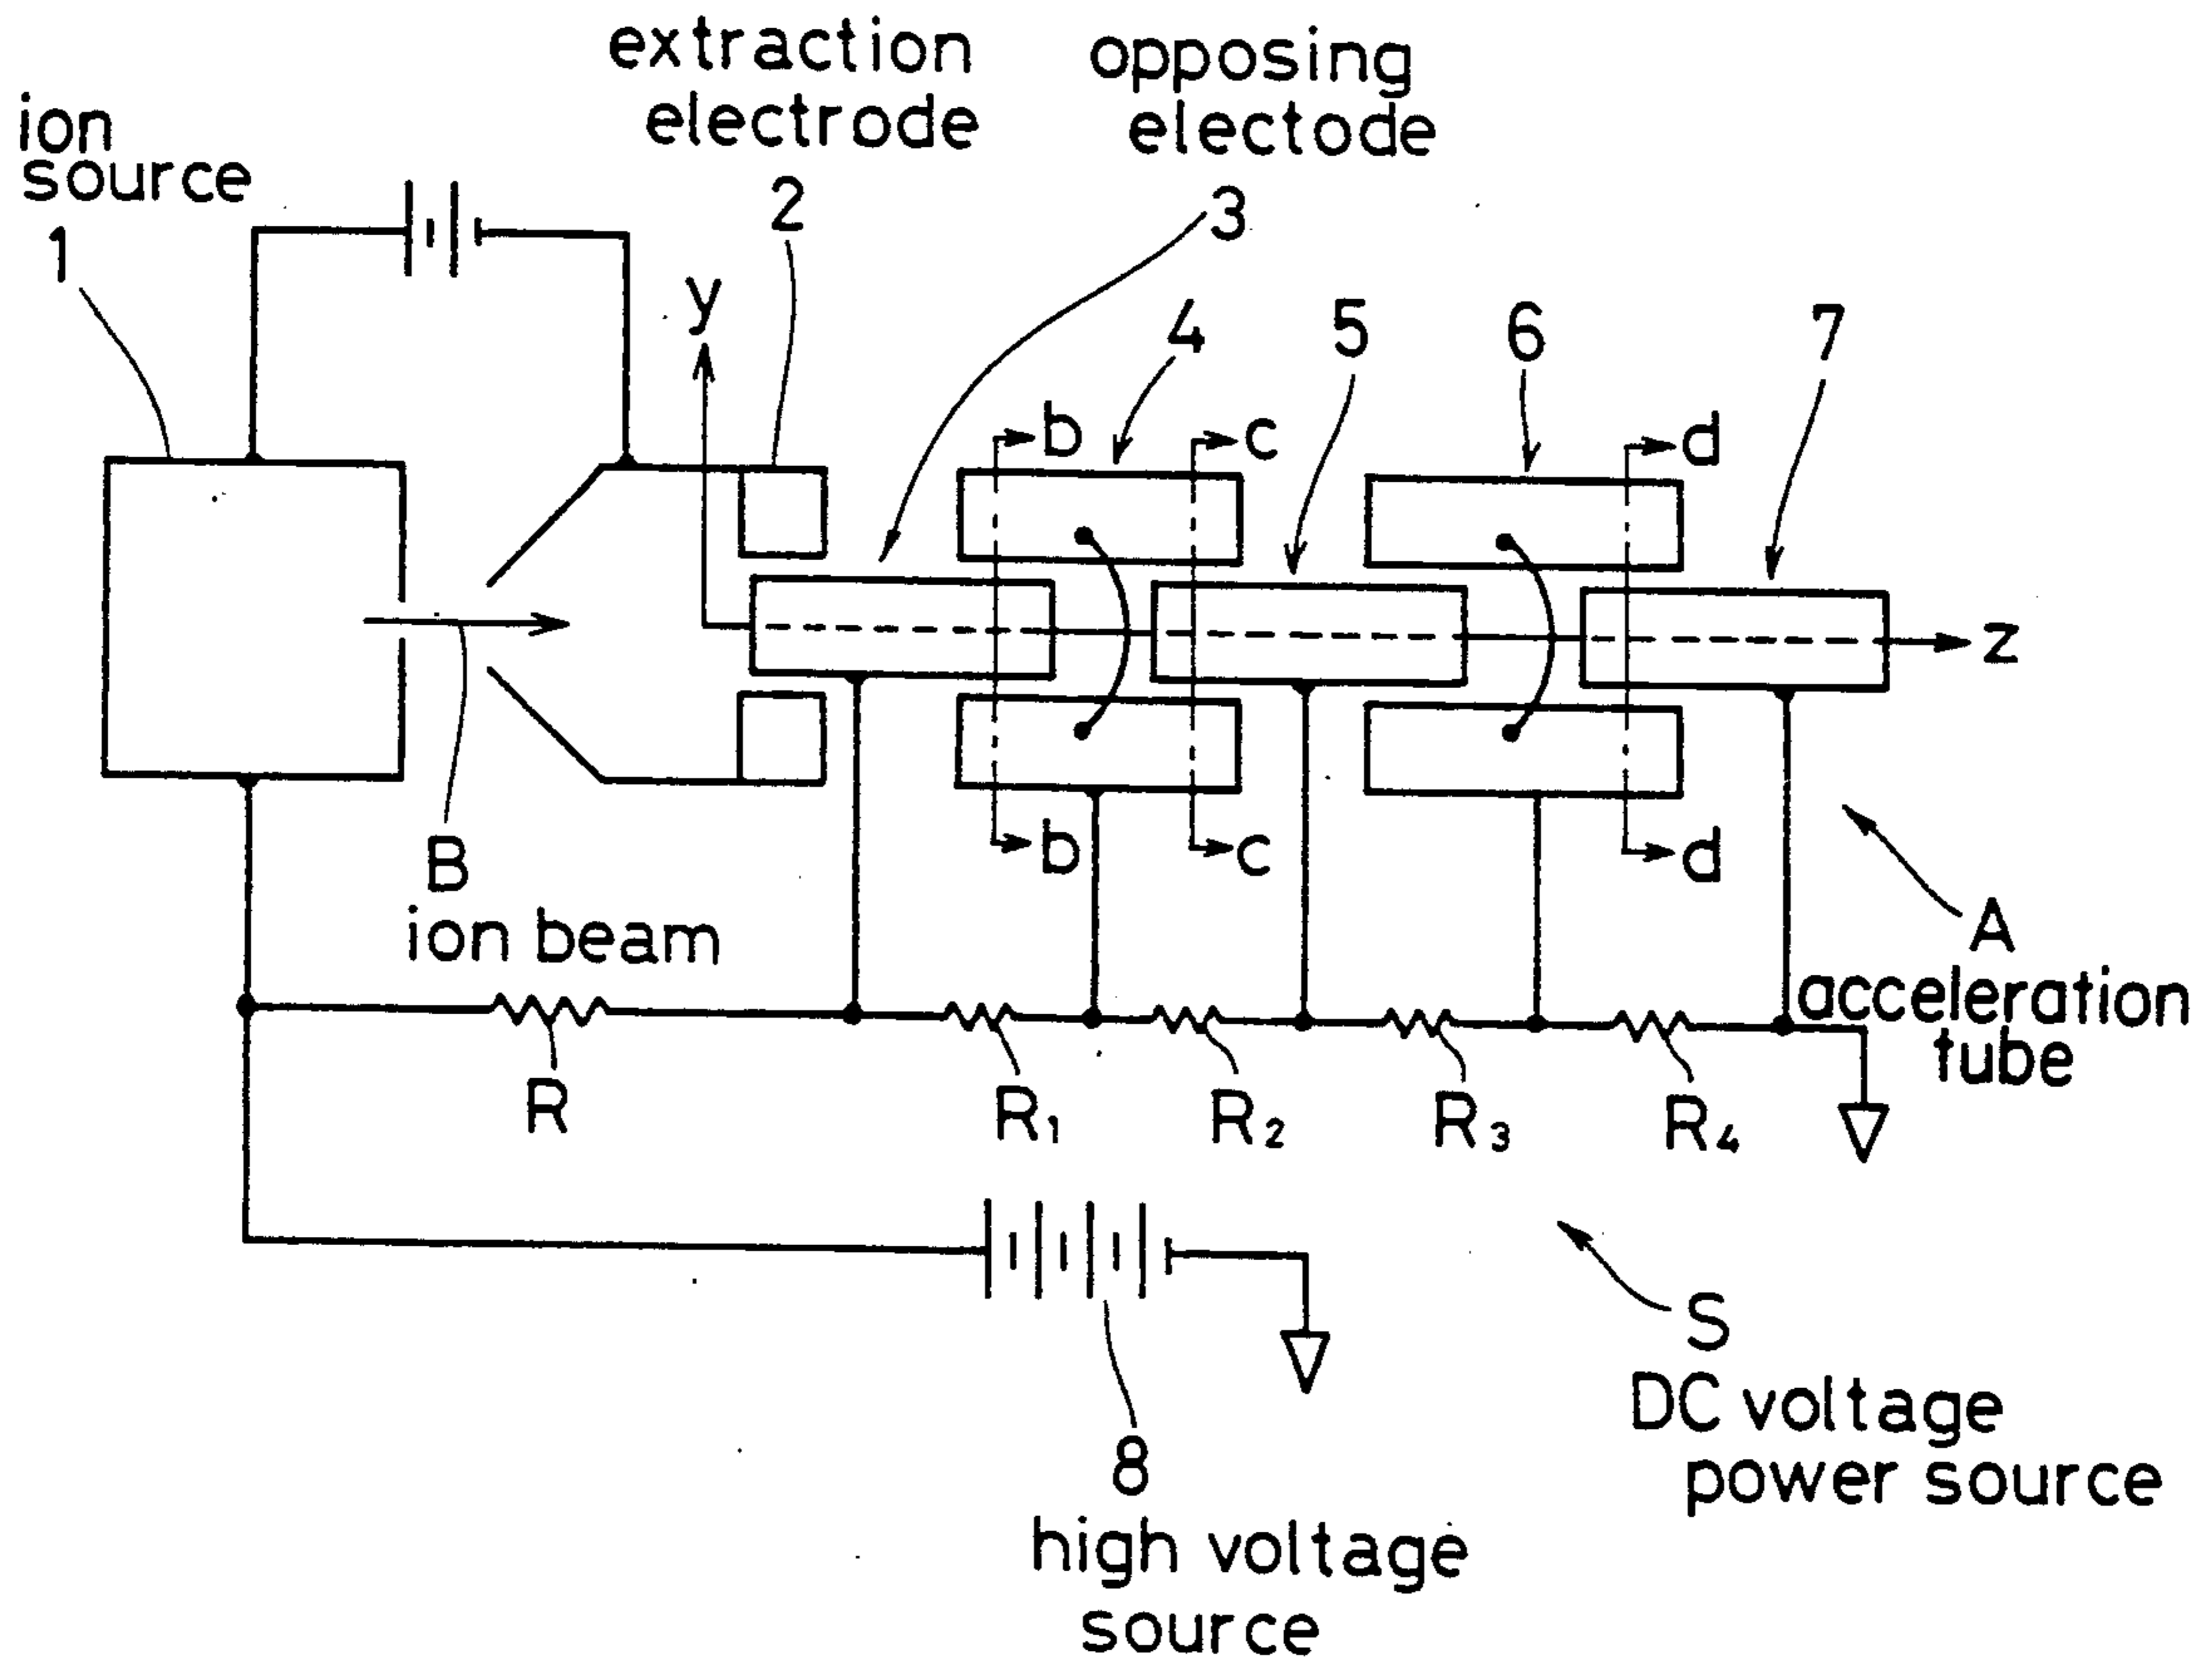 extraction
electrode
2
opposing
electode
3
ion
source
1
y
4
5
6
7
b
c
d
z
b
c
d
B
ion beam
A
acceleration
tube
R
R1
R2
R3
R4
S
DC voltage
power source
8
high voltage
source